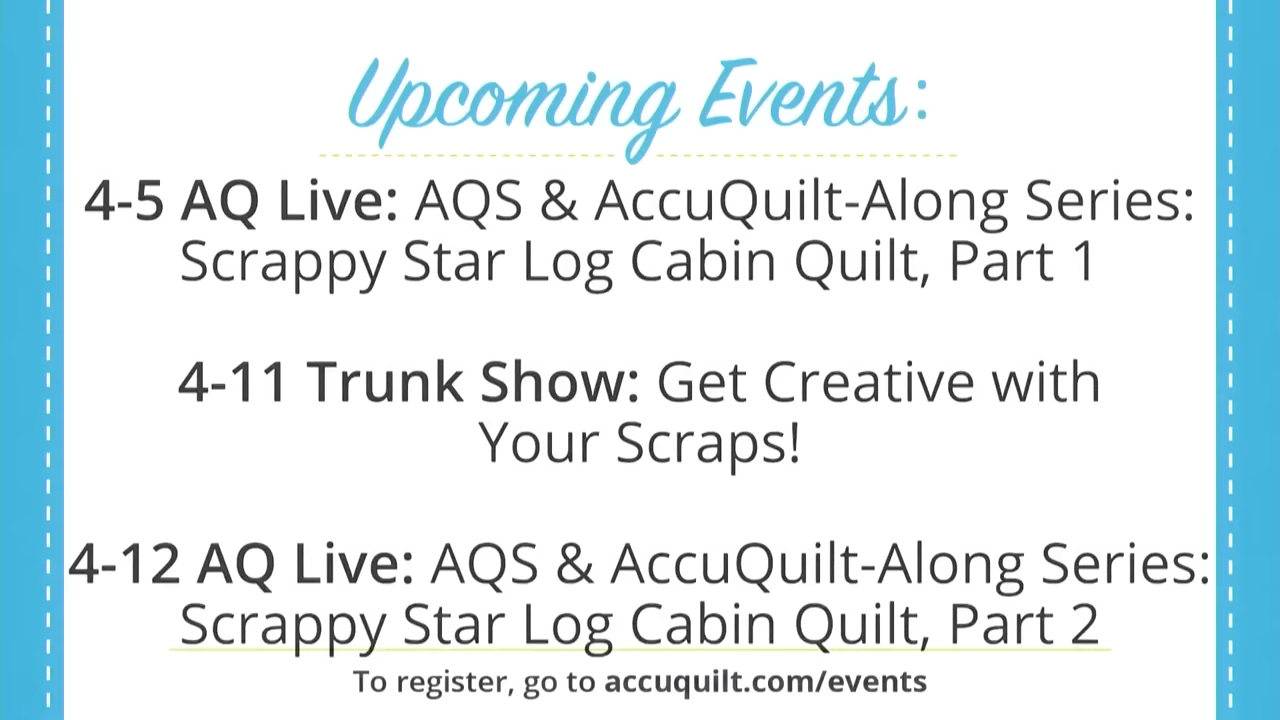 Upcoming Events:
4-5 AQ Live: AQS & AccuQuilt-Along Series:
Scrappy Star Log Cabin Quilt, Part 1
4-11 Trunk Show: Get Creative with
Your Scraps!
4-12 AQ Live: AQS & AccuQuilt-Along Series:
Scrappy Star Log Cabin Quilt, Part 2
To register, go to accuquilt.com/events